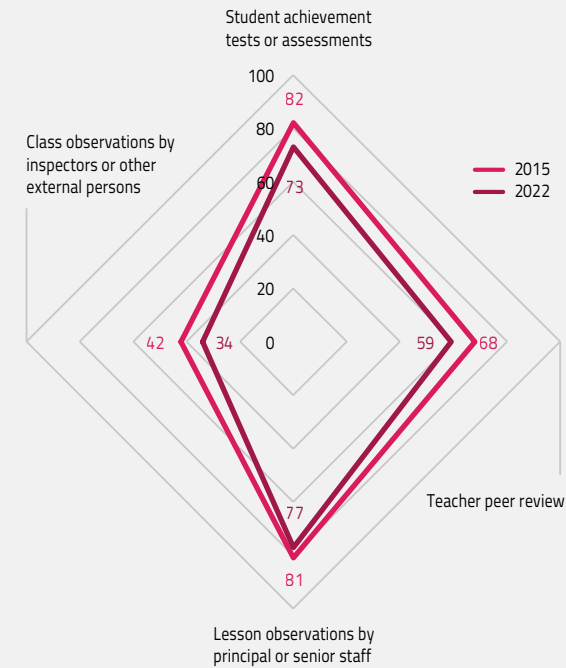 Student achievement
tests or assessments
100
82
80
Class observations by
inspectors or other
external persons
2015
2022
60
73
40
20
42
34
0
59
68
Teacher peer review
77
81
Lesson observations by
principal or senior staff